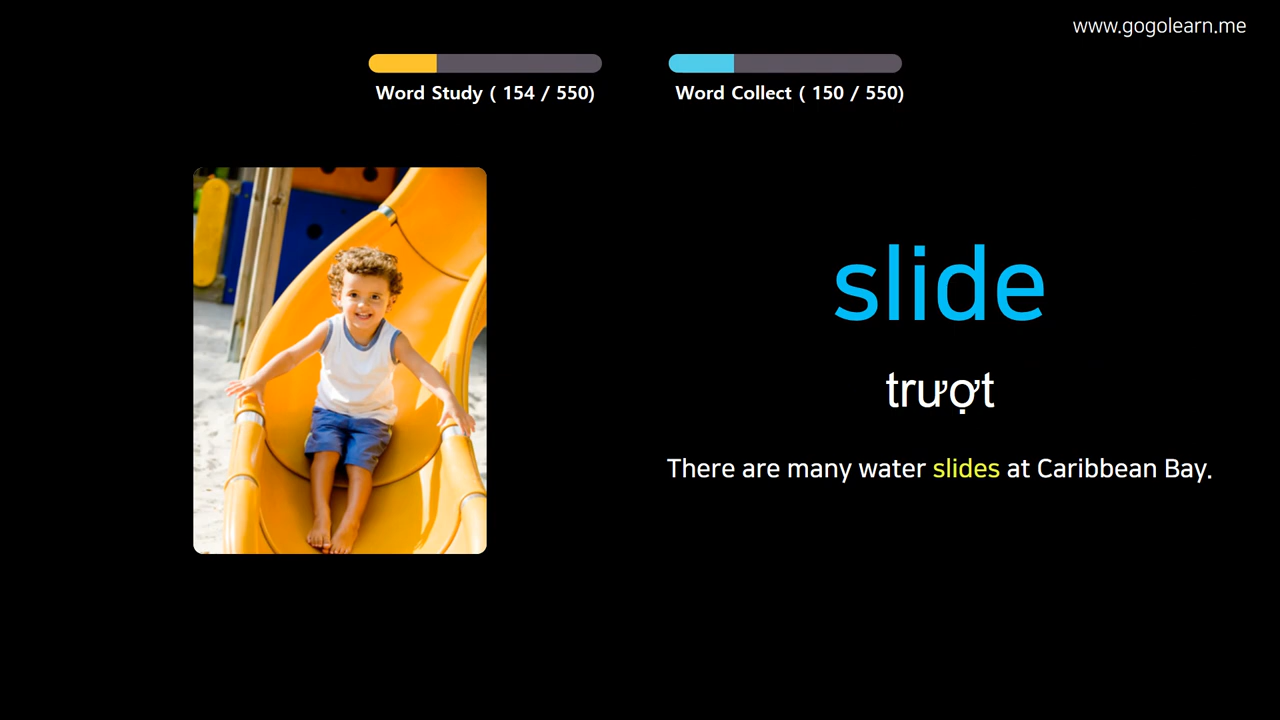 www.gogolearn.me
Word Study ( 154 / 550)
Word Collect ( 150 / 550)
slide
trượt
There are many water slides at Caribbean Bay.